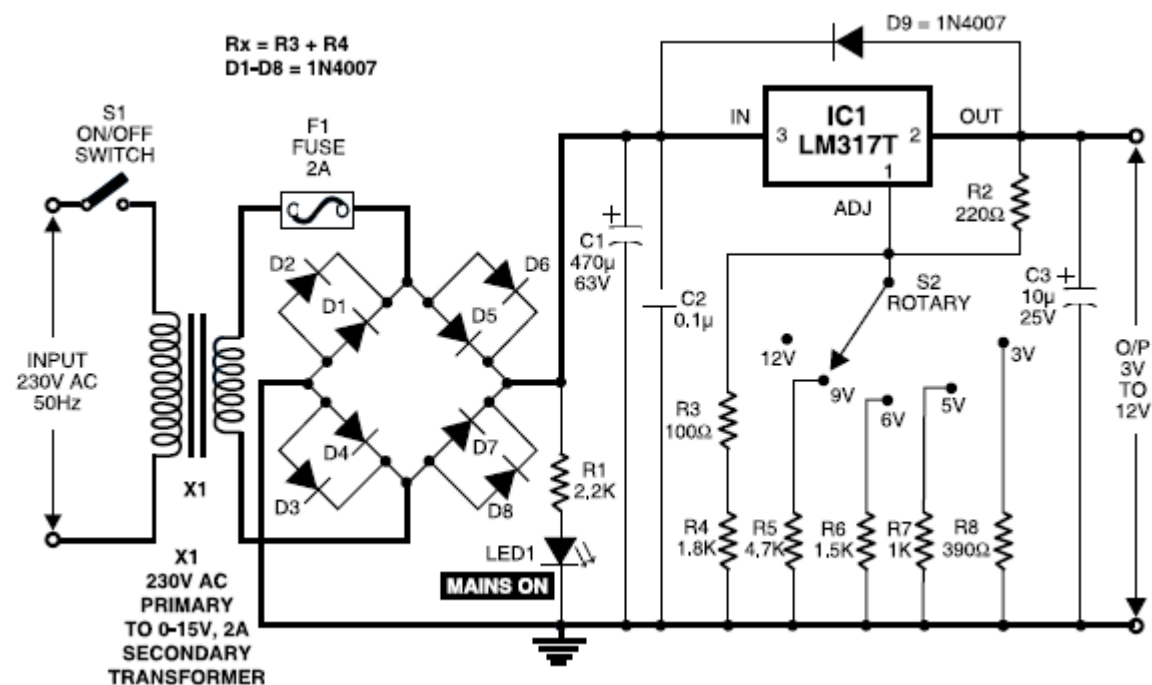 Rx = R3 + R4
D1-D8 = 1N4007
D9 = 1N4007
S1
ON/OFF
SWITCH
F1
FUSE
2A
IN
3
IC1
LM317T
2
OUT
1
ADJ
R2
220Ω
D2
D1
D6
D5
C1
470µ
63V
C2
0.1µ
S2
ROTARY
C3
10µ
25V
INPUT
230V AC
50Hz
12V
9V
6V
5V
3V
O/P
3V
TO
12V
R3
100Ω
D4
D3
D7
D8
R1
2.2K
X1
R4
1.8K
R5
4.7K
R6
1.5K
R7
1K
R8
390Ω
LED1
MAINS ON
X1
230V AC
PRIMARY
TO 0-15V, 2A
SECONDARY
TRANSFORMER